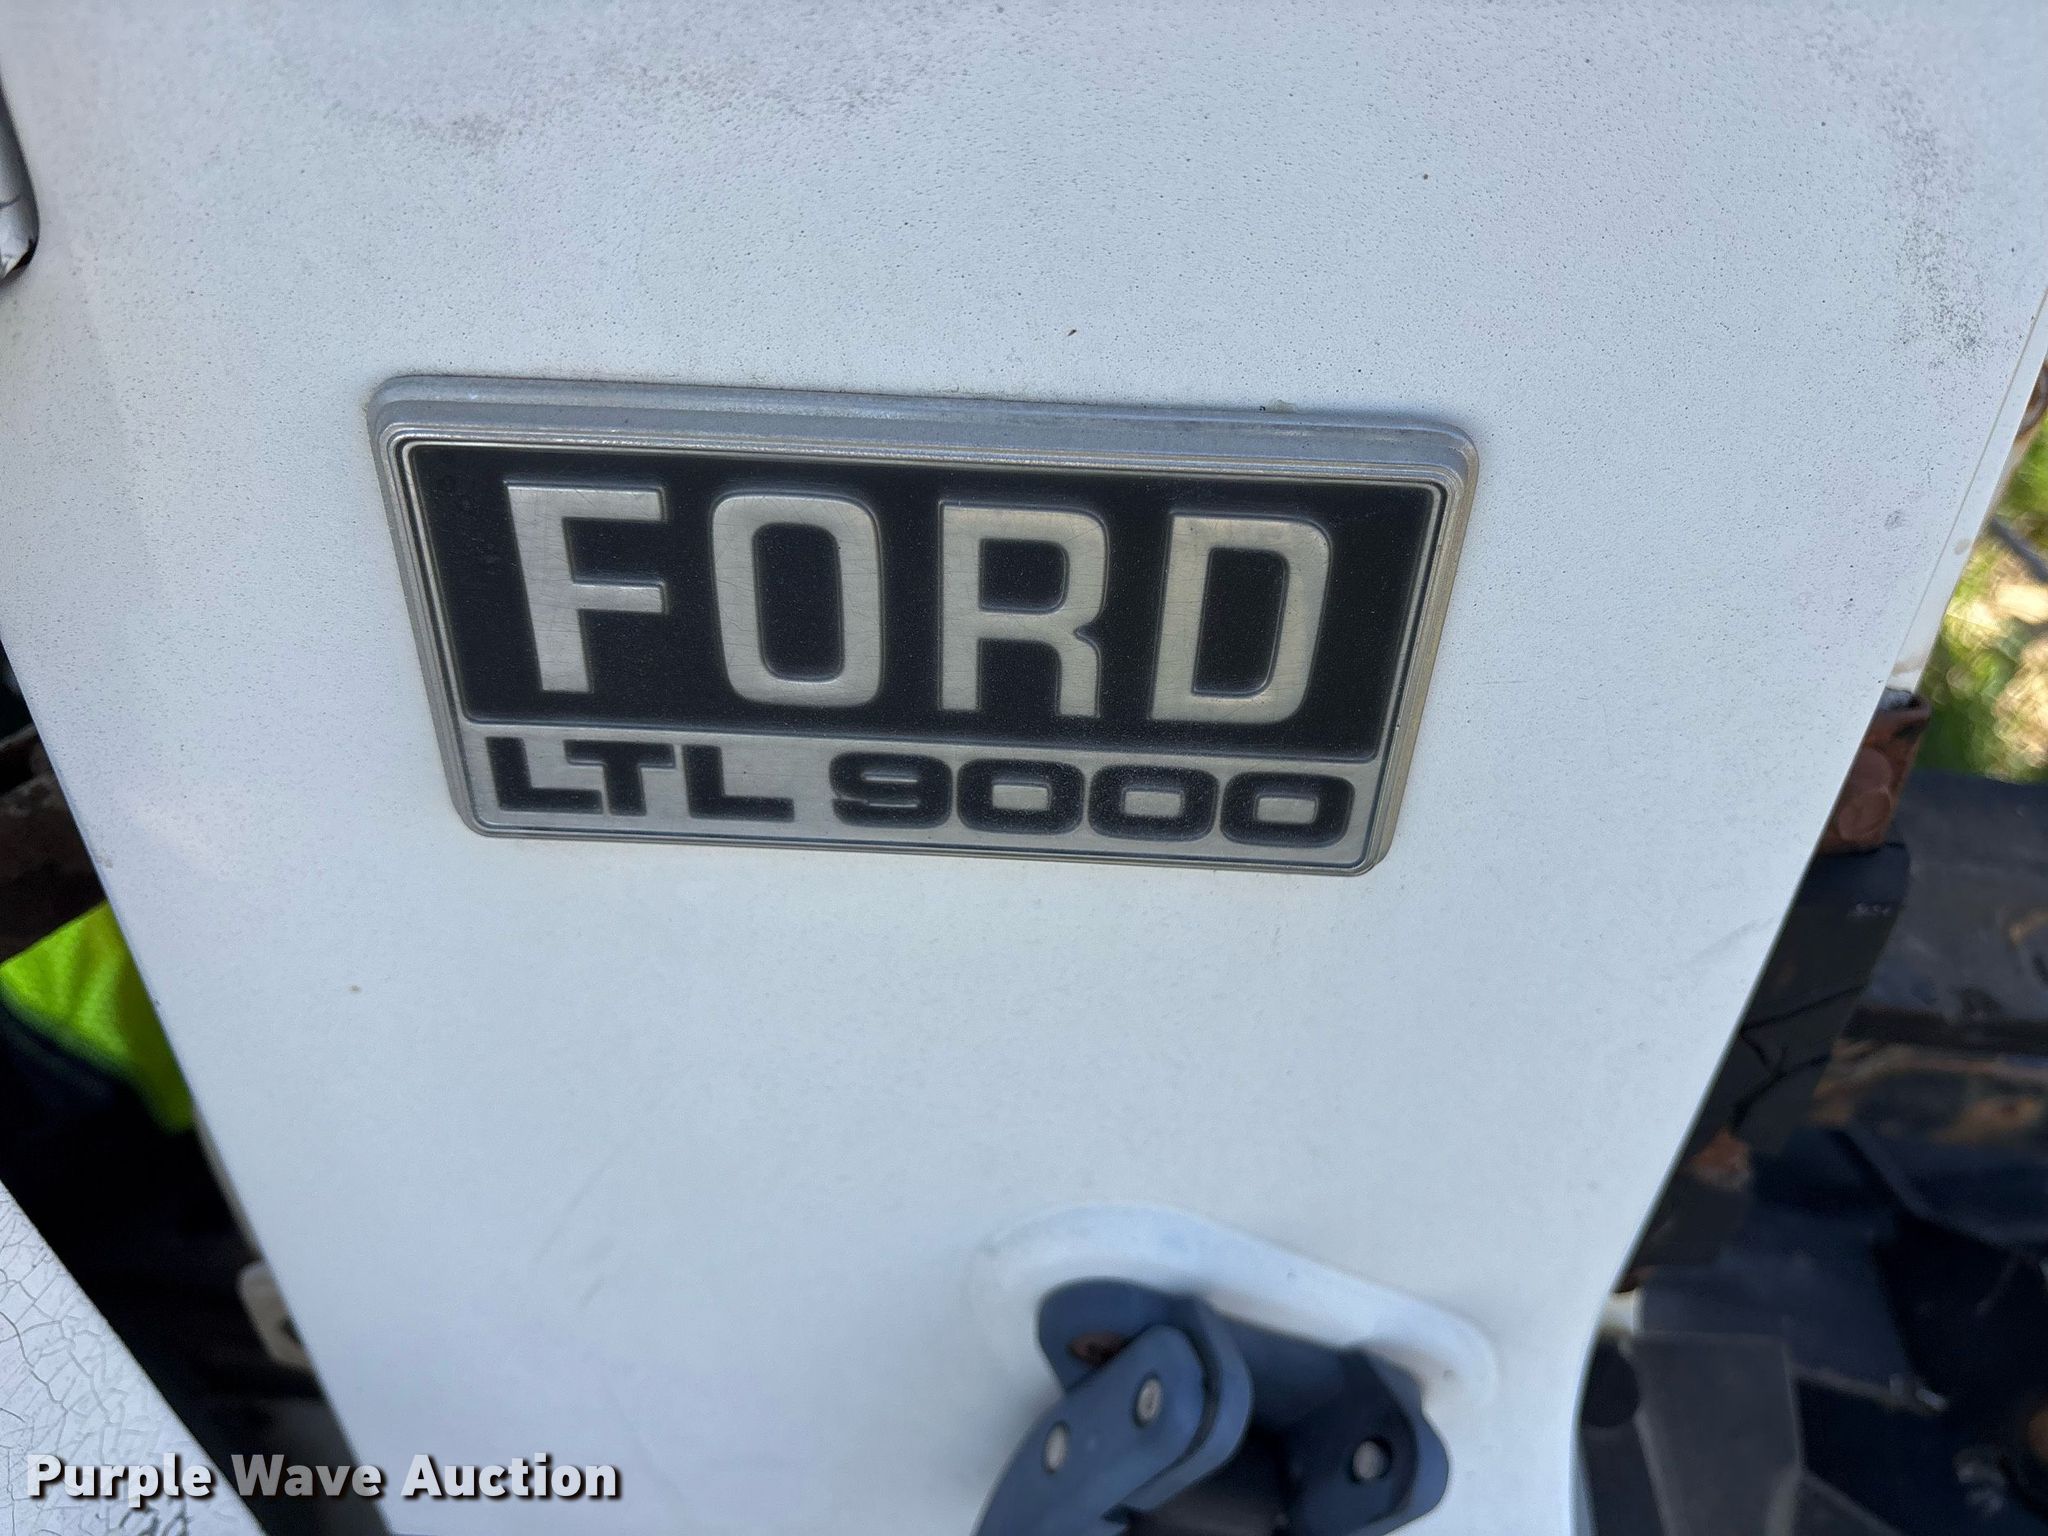 FORD
LTL 9000
Purple Wave Auction